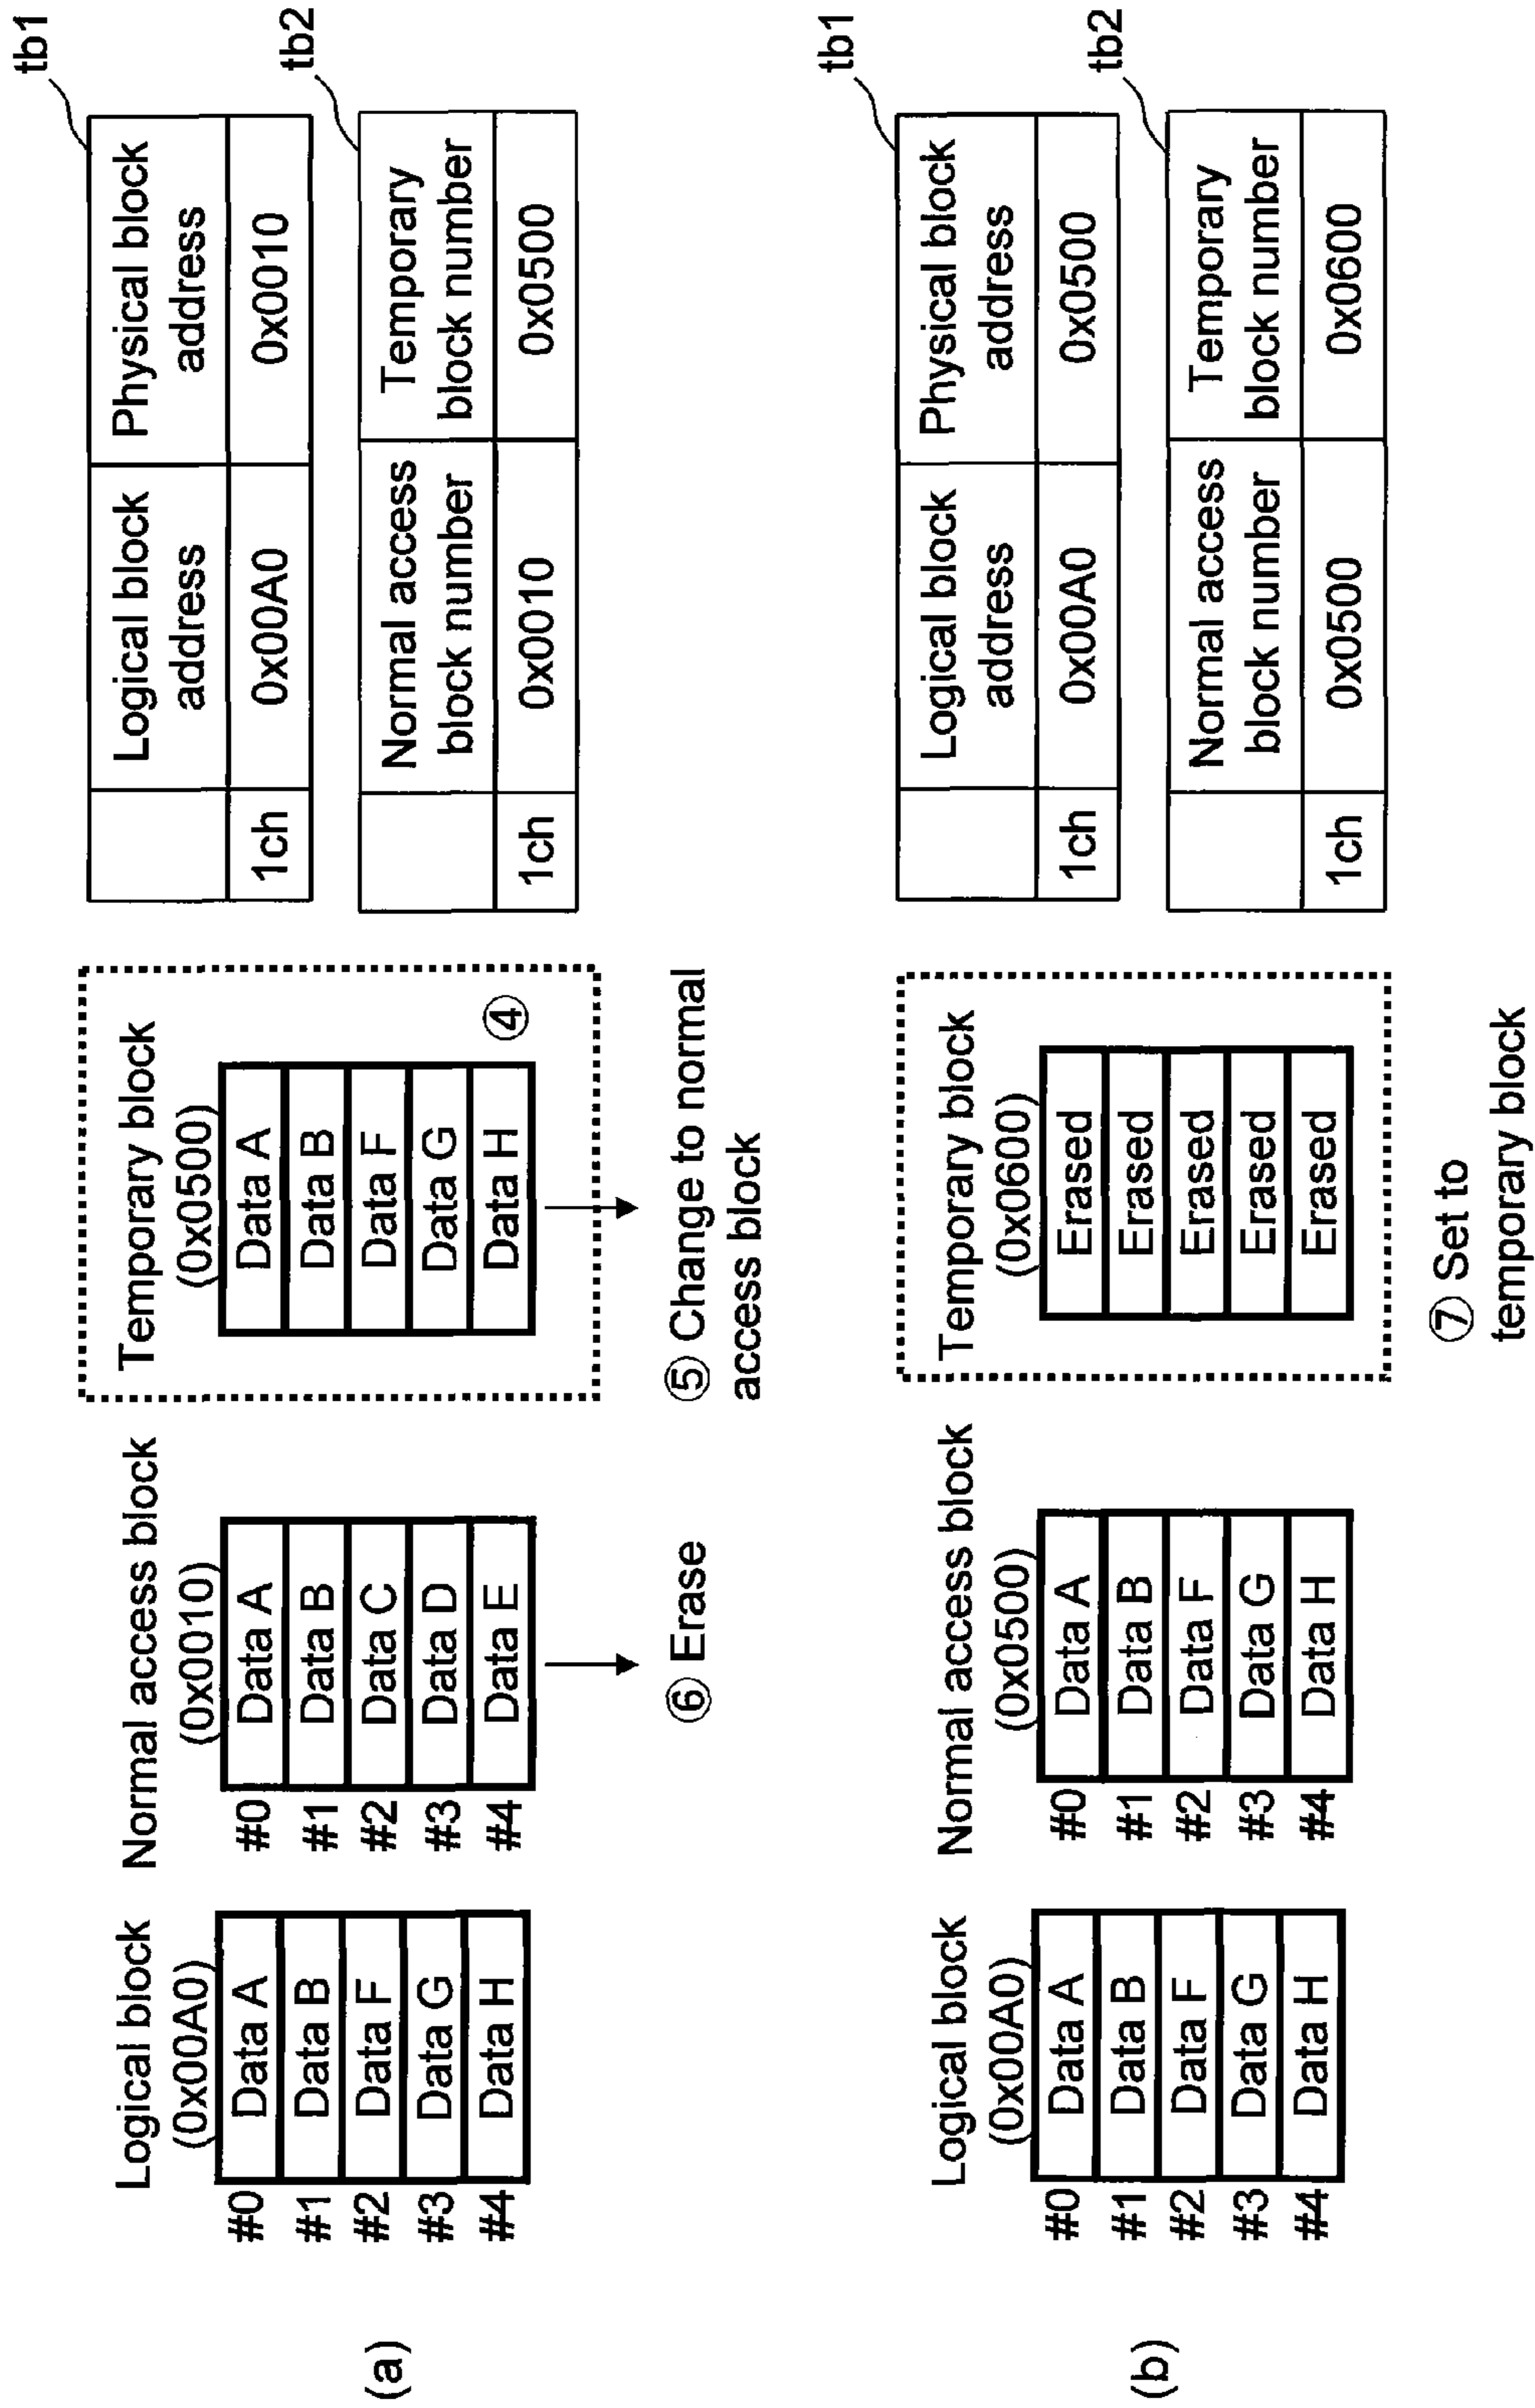 (a)
Logical block
(0x00A0)
#0 Data A
#1 Data B
#2 Data F
#3 Data G
#4 Data H
Normal access block
(0x0010)
#0 Data A
#1 Data B
#2 Data C
#3 Data D
#4 Data E
⑥ Erase
Temporary block
(0x0500)
Data A
Data B
Data F
Data G
Data H
④
⑤ Change to normal
access block
tb1
Logical block Physical block
address address
1ch 0x00A0 0x0010
tb2
Normal access Temporary
block number block number
1ch 0x0010 0x0500
(b)
Logical block
(0x00A0)
#0 Data A
#1 Data B
#2 Data F
#3 Data G
#4 Data H
Normal access block
(0x0500)
#0 Data A
#1 Data B
#2 Data F
#3 Data G
#4 Data H
Temporary block
(0x0600)
Erased
Erased
Erased
Erased
Erased
⑦ Set to
temporary block
tb1
Logical block Physical block
address address
1ch 0x00A0 0x0500
tb2
Normal access Temporary
block number block number
1ch 0x0500 0x0600